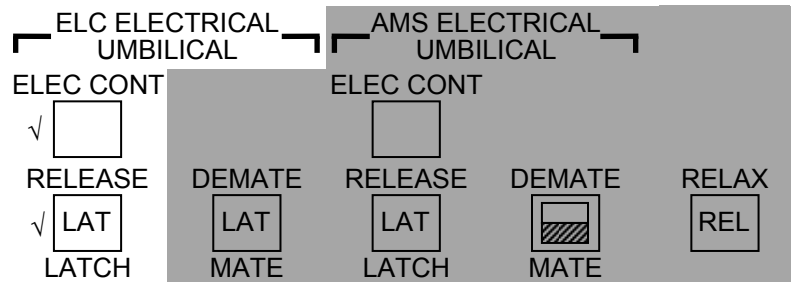 ELC ELECTRICAL UMBILICAL
AMS ELECTRICAL UMBILICAL
ELEC CONT ELEC CONT
√
RELEASE DEMATE RELEASE DEMATE RELAX
√ LAT LAT LAT REL
LATCH MATE LATCH MATE